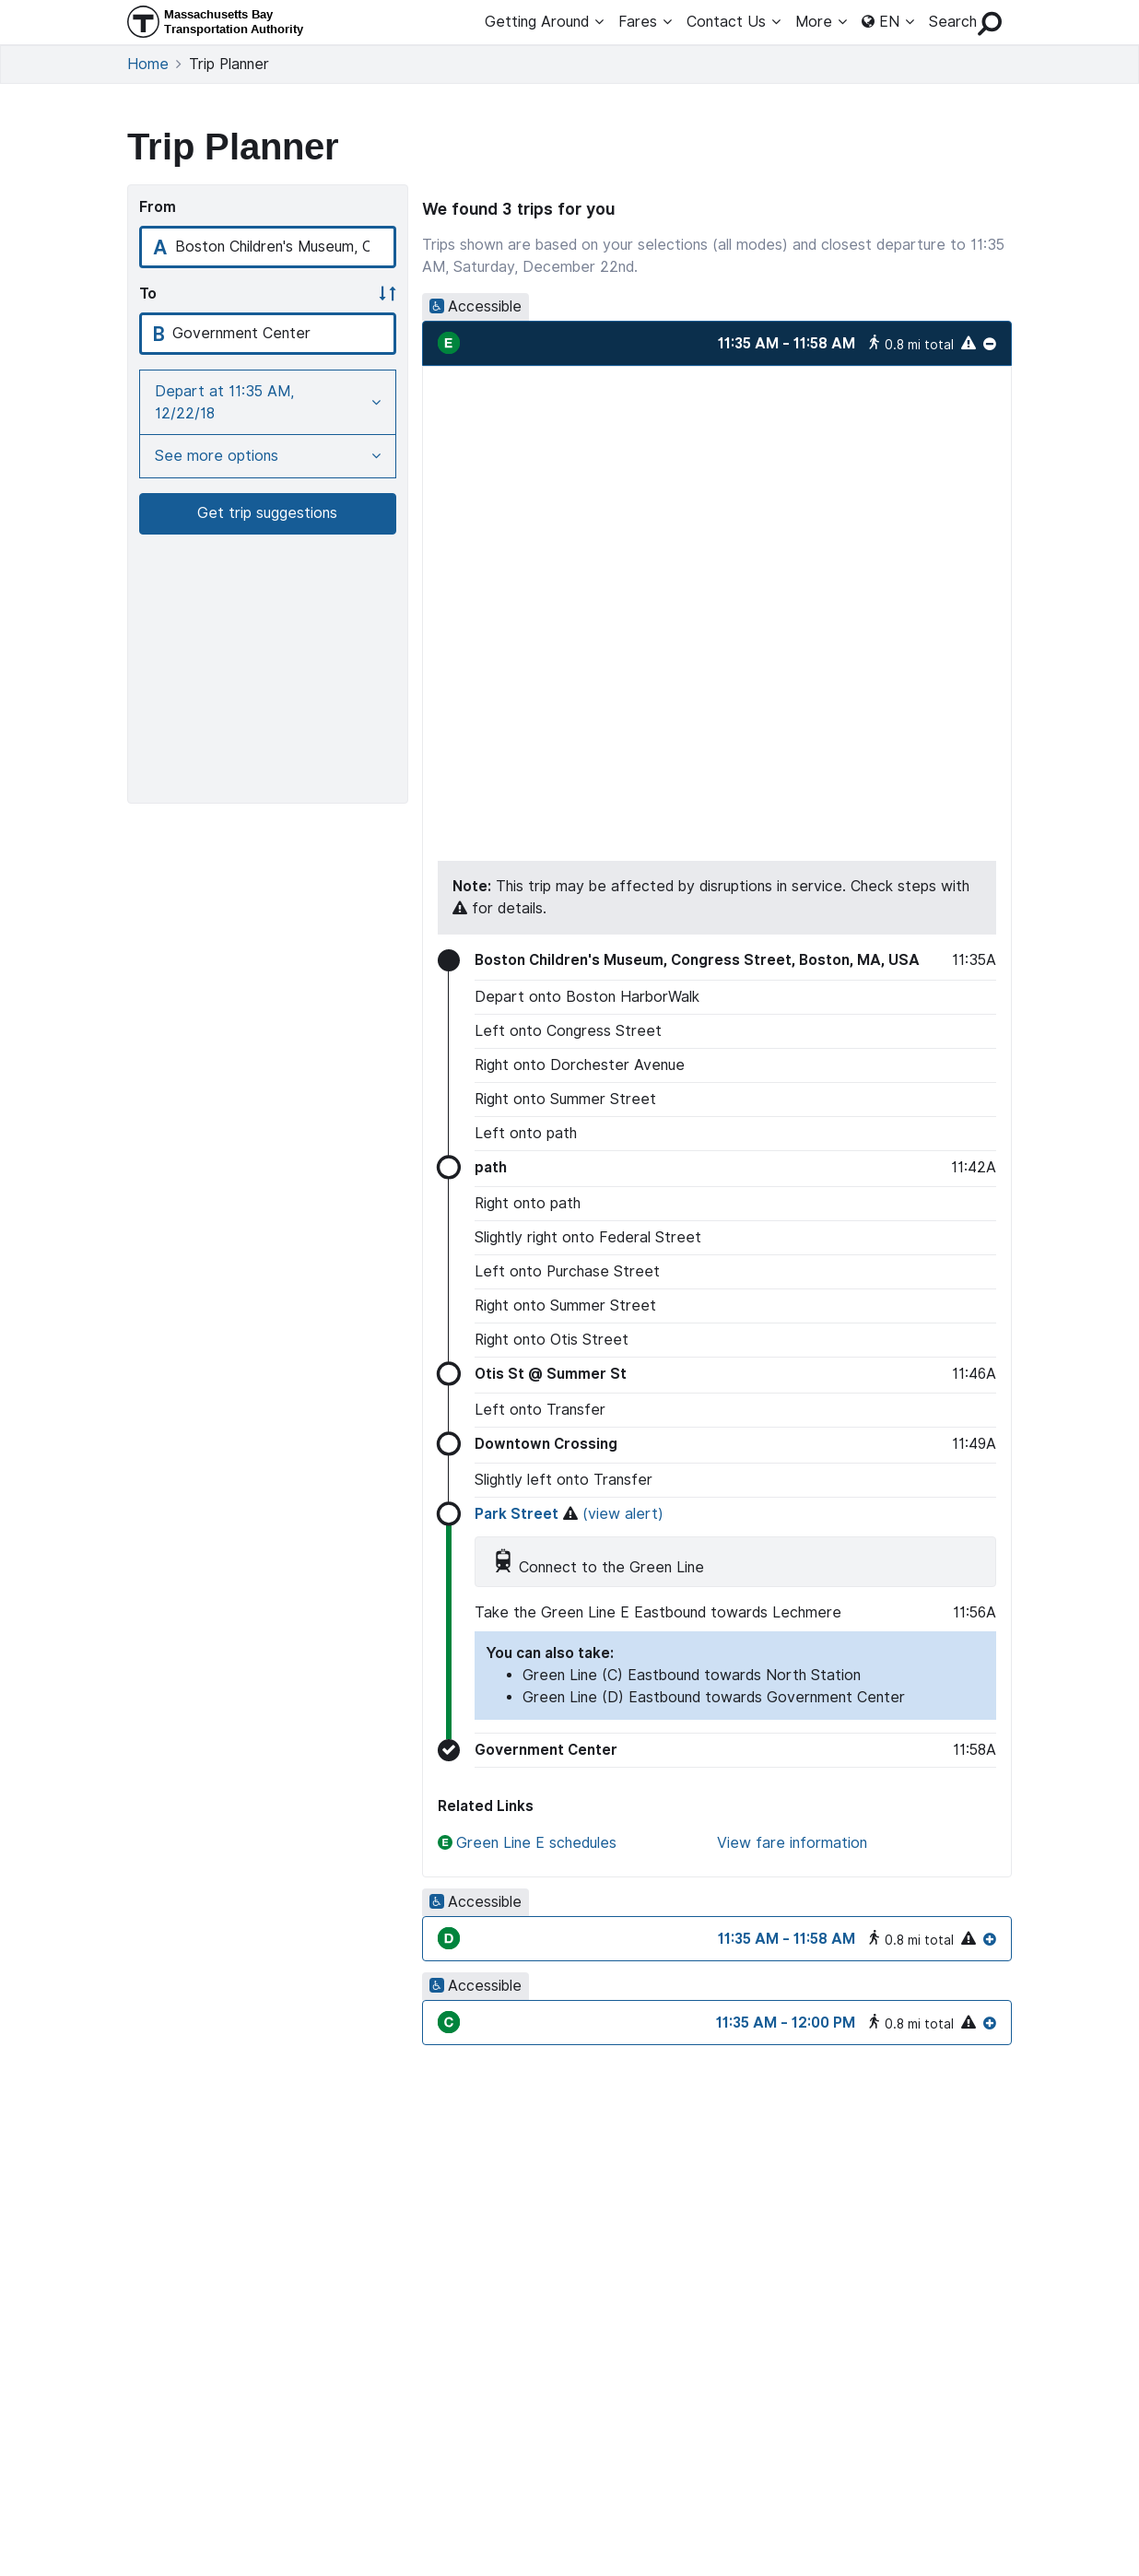 Massachusetts Bay
Transportation Authority
Getting Around Fares Contact Us More EN Search
Home Trip Planner
Trip Planner
From
A Boston Children's Museum, C
To
B Government Center
Depart at 11:35 AM,
12/22/18
See more options
Get trip suggestions
We found 3 trips for you
Trips shown are based on your selections (all modes) and closest departure to 11:35
AM, Saturday, December 22nd.
Accessible
E 11:35 AM - 11:58 AM 0.8 mi total
Note: This trip may be affected by disruptions in service. Check steps with
for details.
Boston Children's Museum, Congress Street, Boston, MA, USA 11:35A
Depart onto Boston HarborWalk
Left onto Congress Street
Right onto Dorchester Avenue
Right onto Summer Street
Left onto path
path 11:42A
Right onto path
Slightly right onto Federal Street
Left onto Purchase Street
Right onto Summer Street
Right onto Otis Street
Otis St @ Summer St 11:46A
Left onto Transfer
Downtown Crossing 11:49A
Slightly left onto Transfer
Park Street (view alert)
Connect to the Green Line
Take the Green Line E Eastbound towards Lechmere 11:56A
You can also take:
• Green Line (C) Eastbound towards North Station
• Green Line (D) Eastbound towards Government Center
Government Center 11:58A
Related Links
E Green Line E schedules View fare information
Accessible
D 11:35 AM - 11:58 AM 0.8 mi total
Accessible
C 11:35 AM - 12:00 PM 0.8 mi total